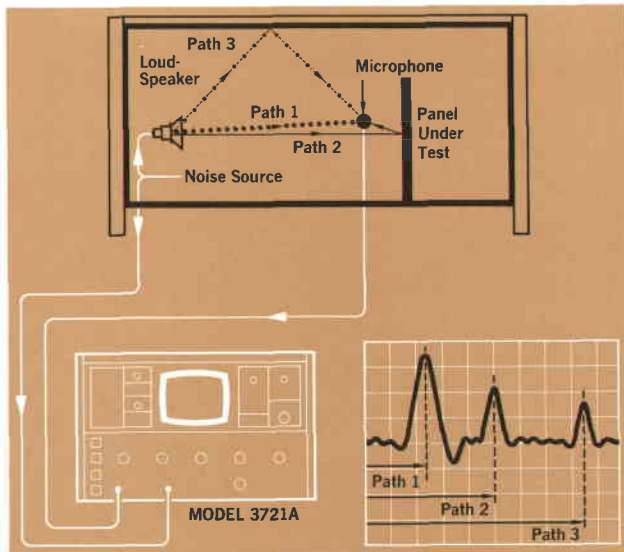 Path 3
Loud-
Speaker
Microphone
Path 1
Panel
Under
Test
Path 2
Noise Source
MODEL 3721A
Path 1
Path 2
Path 3